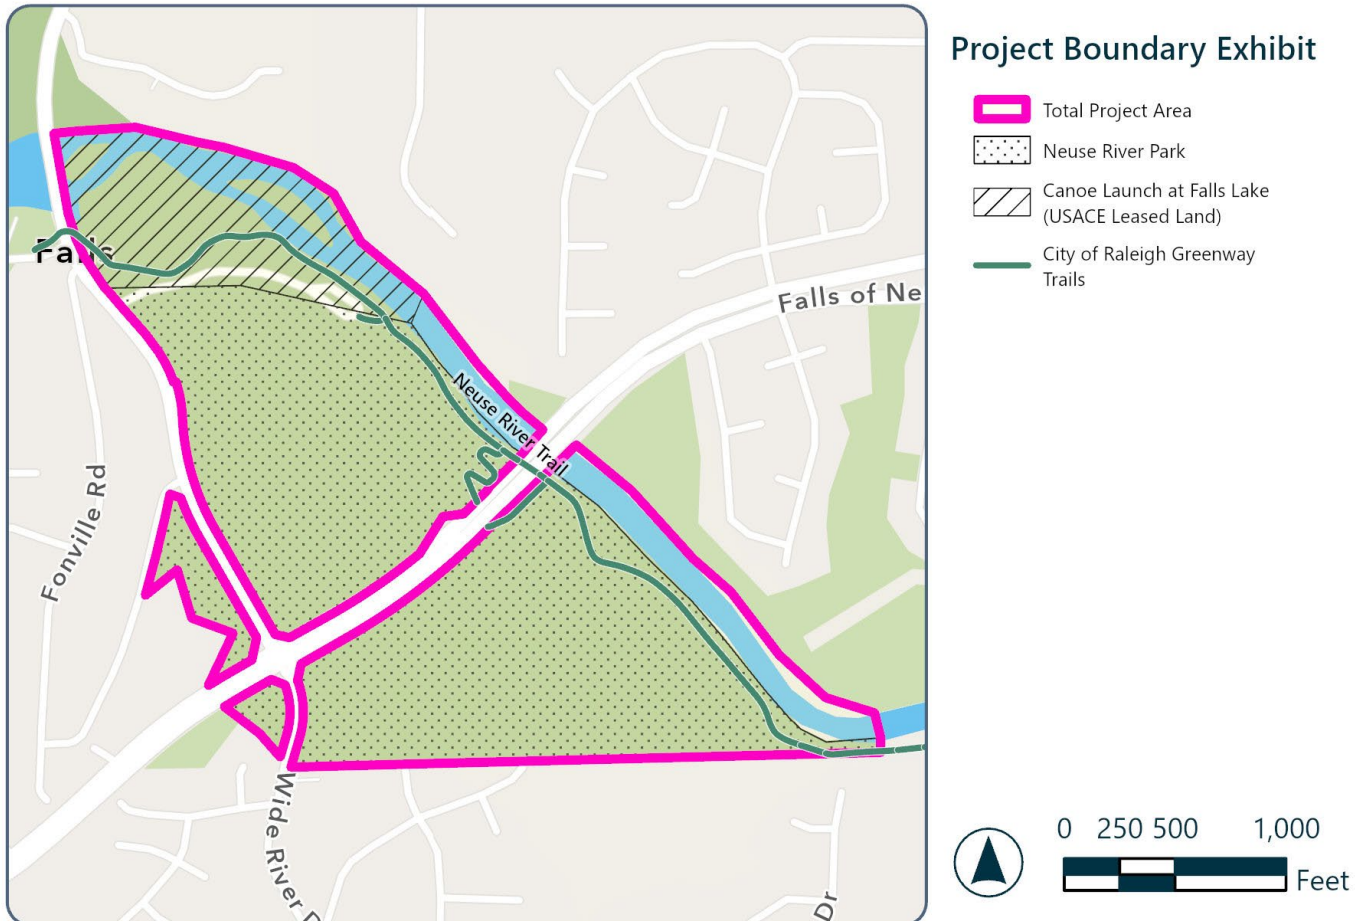 Project Boundary Exhibit
Total Project Area
Neuse River Park
Canoe Launch at Falls Lake
(USACE Leased Land)
City of Raleigh Greenway
Trails
Falls
Falls of Ne
Neuse River Trail
Fonville Rd
Wide River D
Dr
0 250 500 1,000
Feet